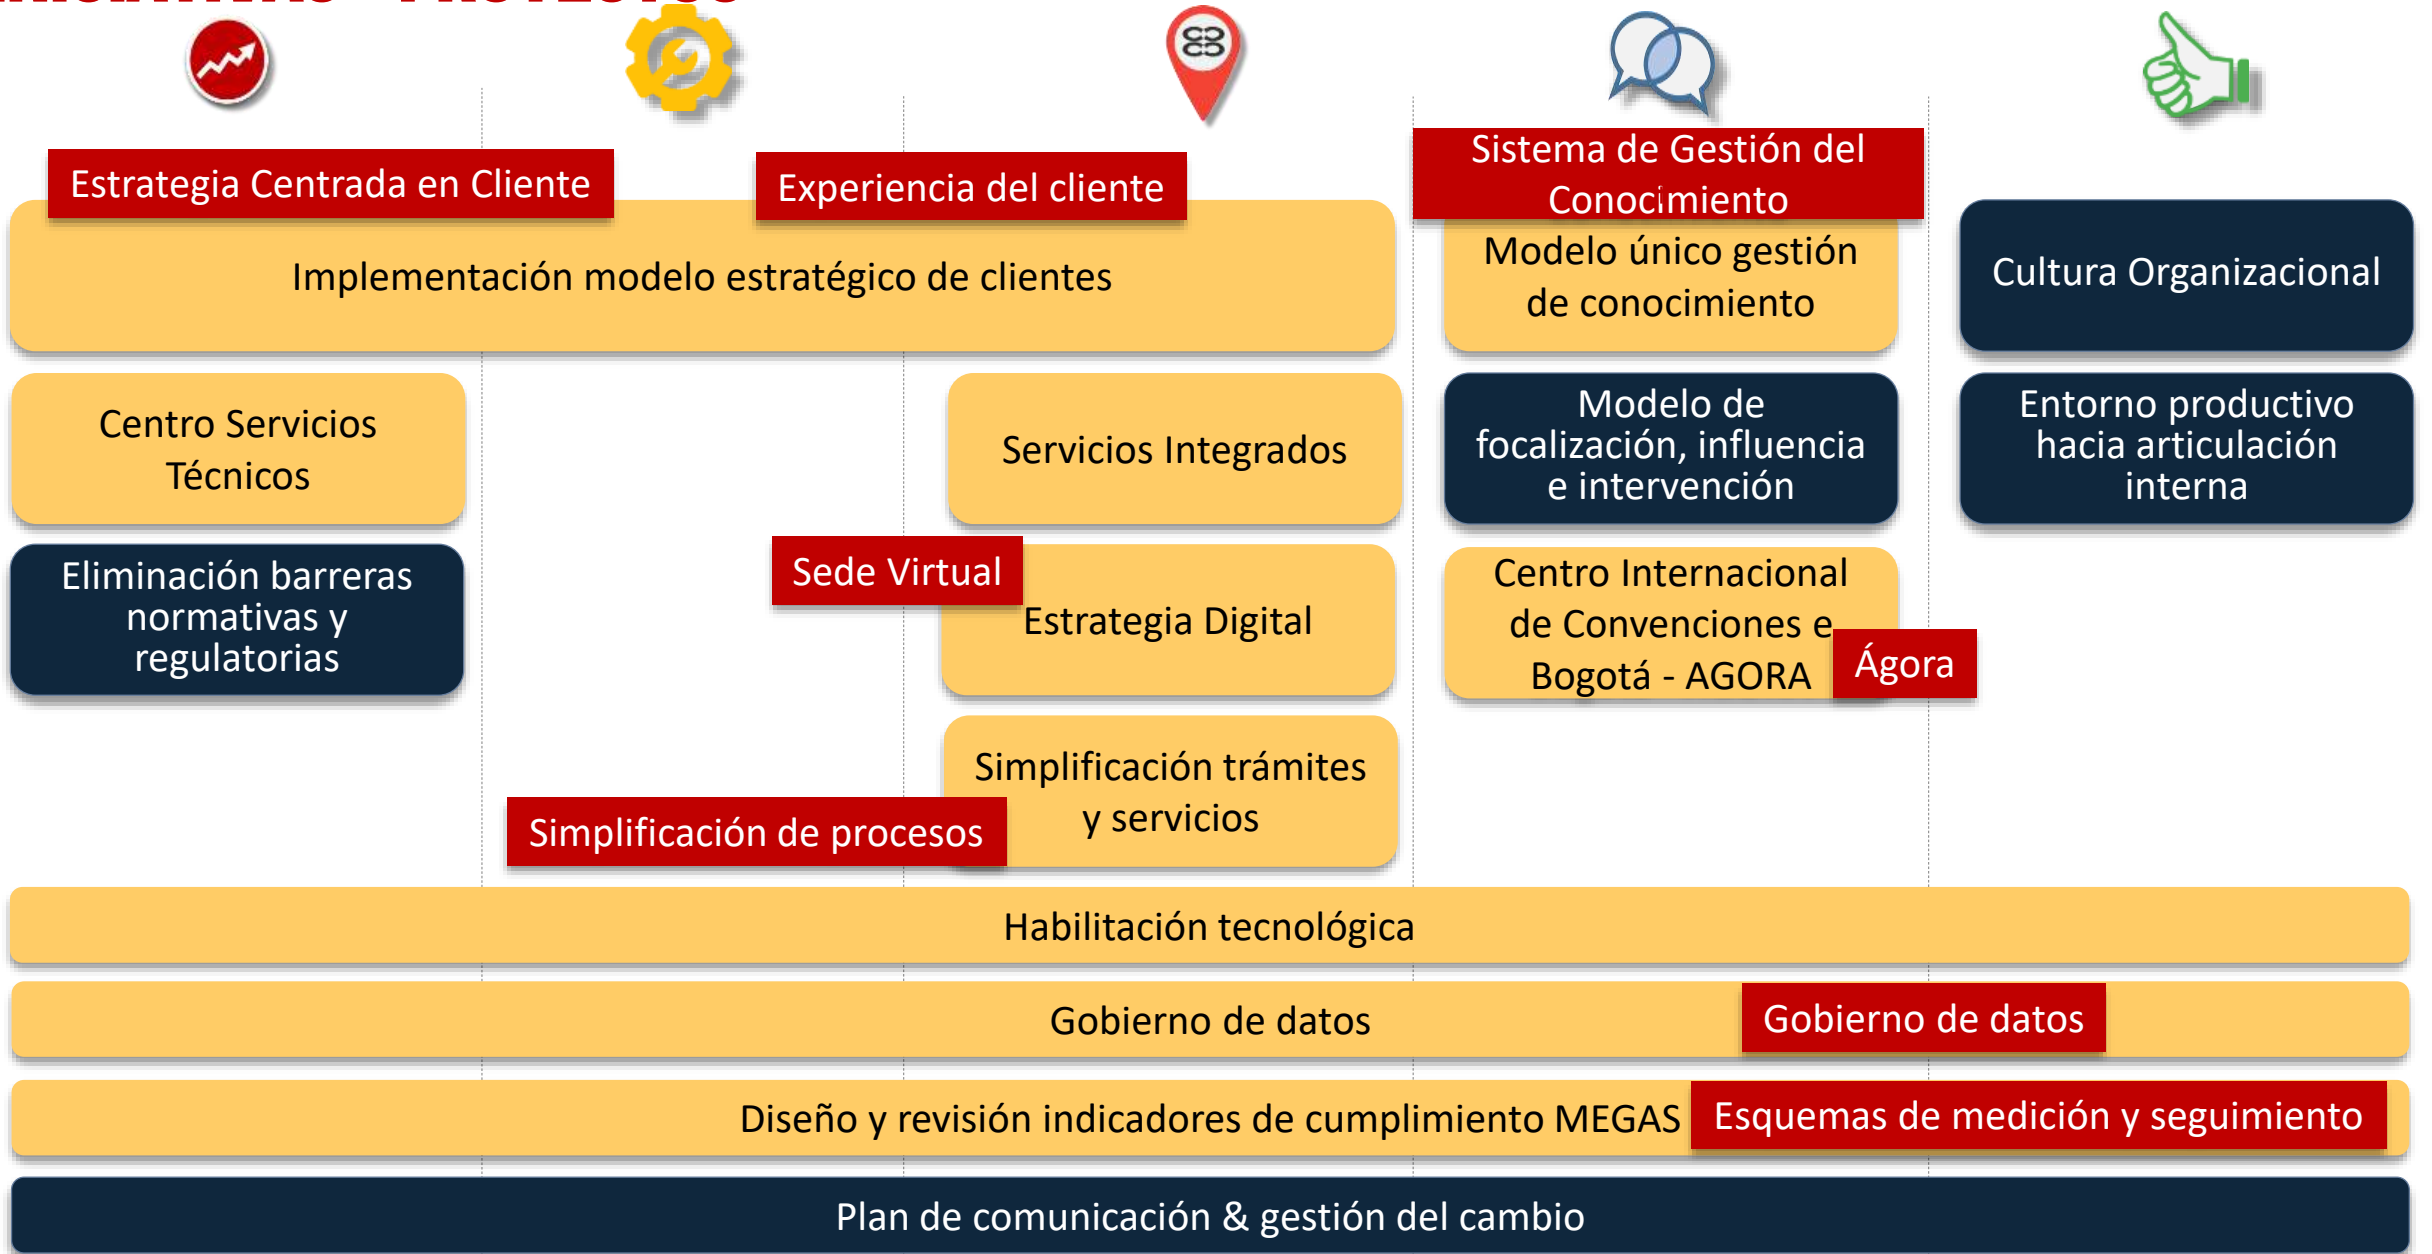 Estrategia Centrada en Cliente
Experiencia del cliente
Sistema de Gestión del
Conocimiento
Implementación modelo estratégico de clientes
Modelo único gestión
de conocimiento
Cultura Organizacional
Centro Servicios
Técnicos
Servicios Integrados
Modelo de
focalización, influencia
e intervención
Entorno productivo
hacia articulación
interna
Eliminación barreras
normativas y
regulatorias
Sede Virtual
Estrategia Digital
Centro Internacional
de Convenciones e
Bogotá - AGORA
Ágora
Simplificación trámites
y servicios
Simplificación de procesos
Habilitación tecnológica
Gobierno de datos
Gobierno de datos
Diseño y revisión indicadores de cumplimiento MEGAS
Esquemas de medición y seguimiento
Plan de comunicación & gestión del cambio